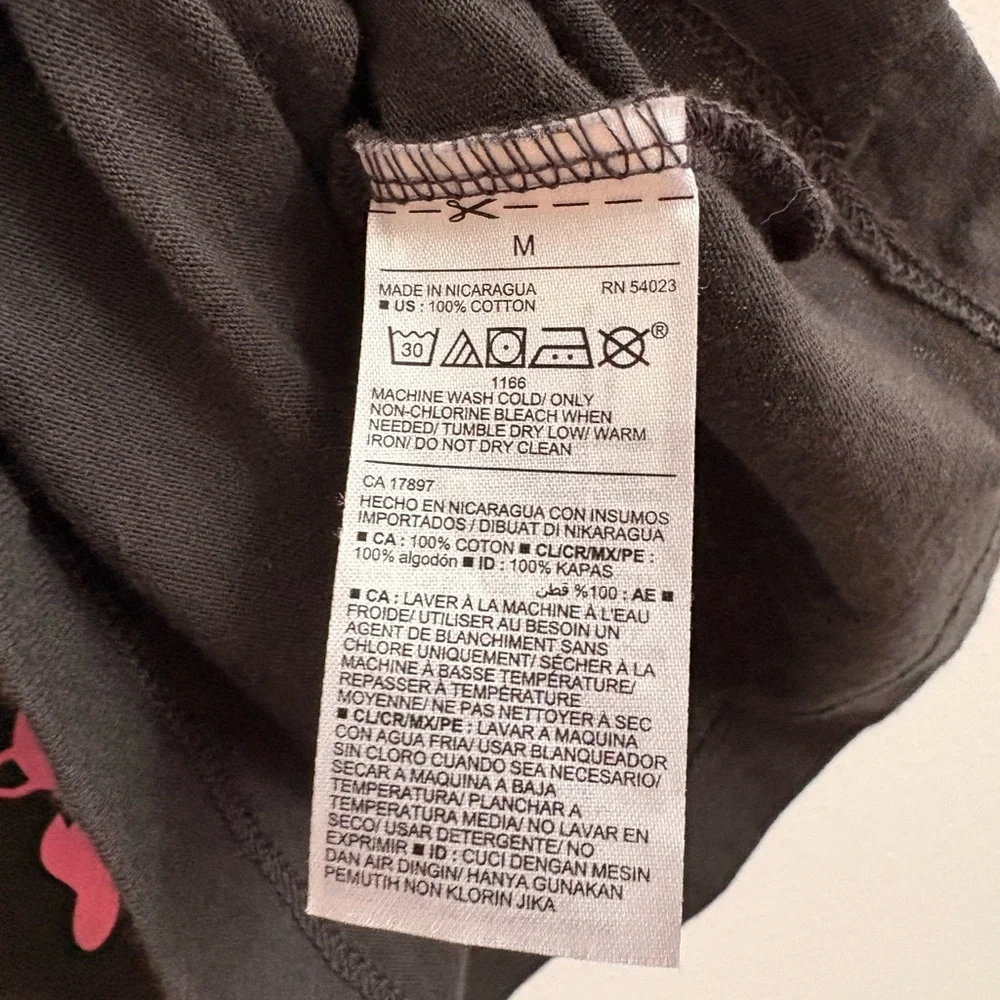 M
MADE IN NICARAGUA RN 54023
■ US : 100% COTTON
30 ®
1166
MACHINE WASH COLD/ ONLY
NON-CHLORINE BLEACH WHEN
NEEDED/ TUMBLE DRY LOW/ WARM
IRON/ DO NOT DRY CLEAN
CA 17897
HECHO EN NICARAGUA CON INSUMOS
IMPORTADOS / DIBUAT DI NIKARAGUA
■ CA : 100% COTON ■ CL/CR/MX/PE :
100% algodón ■ ID : 100% KAPAS
■ AE : 100% قطن
■ CA : LAVER À LA MACHINE À L'EAU
FROIDE/ UTILISER AU BESOIN UN
AGENT DE BLANCHIMENT SANS
CHLORE UNIQUEMENT/ SÉCHER À LA
MACHINE À BASSE TEMPÉRATURE/
REPASSER À TEMPÉRATURE
MOYENNE/ NE PAS NETTOYER À SEC
■ CL/CR/MX/PE : LAVAR A MAQUINA
CON AGUA FRIA/ USAR BLANQUEADOR
SIN CLORO CUANDO SEA NECESARIO/
SECAR A MAQUINA A BAJA
TEMPERATURA/ PLANCHAR A
TEMPERATURA MEDIA/ NO LAVAR EN
SECO/ USAR DETERGENTE/ NO
EXPRIMIR ■ ID : CUCI DENGAN MESIN
DAN AIR DINGIN/ HANYA GUNAKAN
PEMUTIH NON KLORIN JIKA